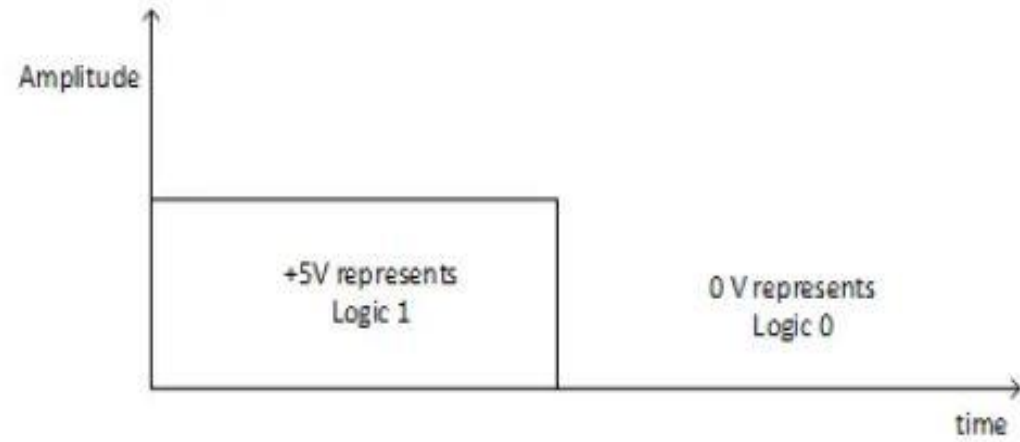 Amplitude
+5V represents
Logic 1
0 V represents
Logic 0
time